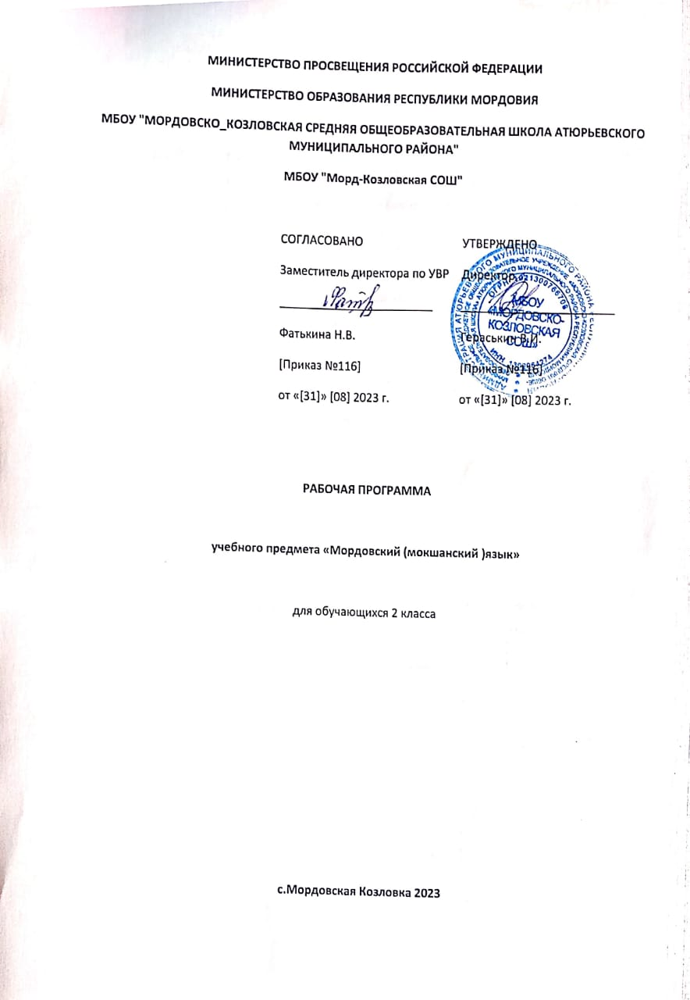 МИНИСТЕРСТВО ПРОСВЕЩЕНИЯ РОССИЙСКОЙ ФЕДЕРАЦИИ
МИНИСТЕРСТВО ОБРАЗОВАНИЯ РЕСПУБЛИКИ МОРДОВИЯ
МБОУ "МОРДОВСКО_КОЗЛОВСКАЯ СРЕДНЯЯ ОБЩЕОБРАЗОВАТЕЛЬНАЯ ШКОЛА АТЮРЬЕВСКОГО
МУНИЦИПАЛЬНОГО РАЙОНА"
МБОУ "Морд-Козловская СОШ"
СОГЛАСОВАНО
Заместитель директора по УВР
Фатькина Н.В.
[Приказ №116]
от «[31]» [08] 2023 г.
УТВЕРЖДЕНО
Директор
Гераськин В.И.
[Приказ №116]
от «[31]» [08] 2023 г.
МБОУ
«МОРДОВСКО-
КОЗЛОВСКАЯ
СОШ»
РАБОЧАЯ ПРОГРАММА
учебного предмета «Мордовский (мокшанский )язык»
для обучающихся 2 класса
с.Мордовская Козловка 2023